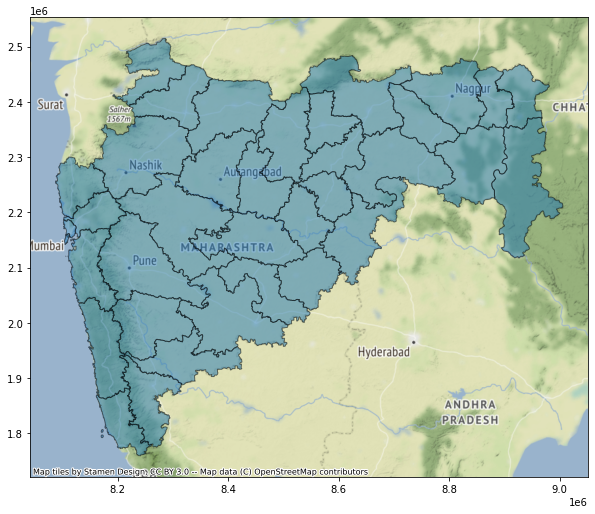 1e6
2.5
2.4
2.3
2.2
2.1
2.0
1.9
1.8
Surat
Salher
1567m
Nagpur
CHHAT
Nashik
Aurangabad
Mumbai
MAHARASHTRA
Pune
Hyderabad
ANDHRA
PRADESH
Map tiles by Stamen Design, CC BY 3.0 -- Map data (C) OpenStreetMap contributors
8.2
8.4
8.6
8.8
9.0
1e6